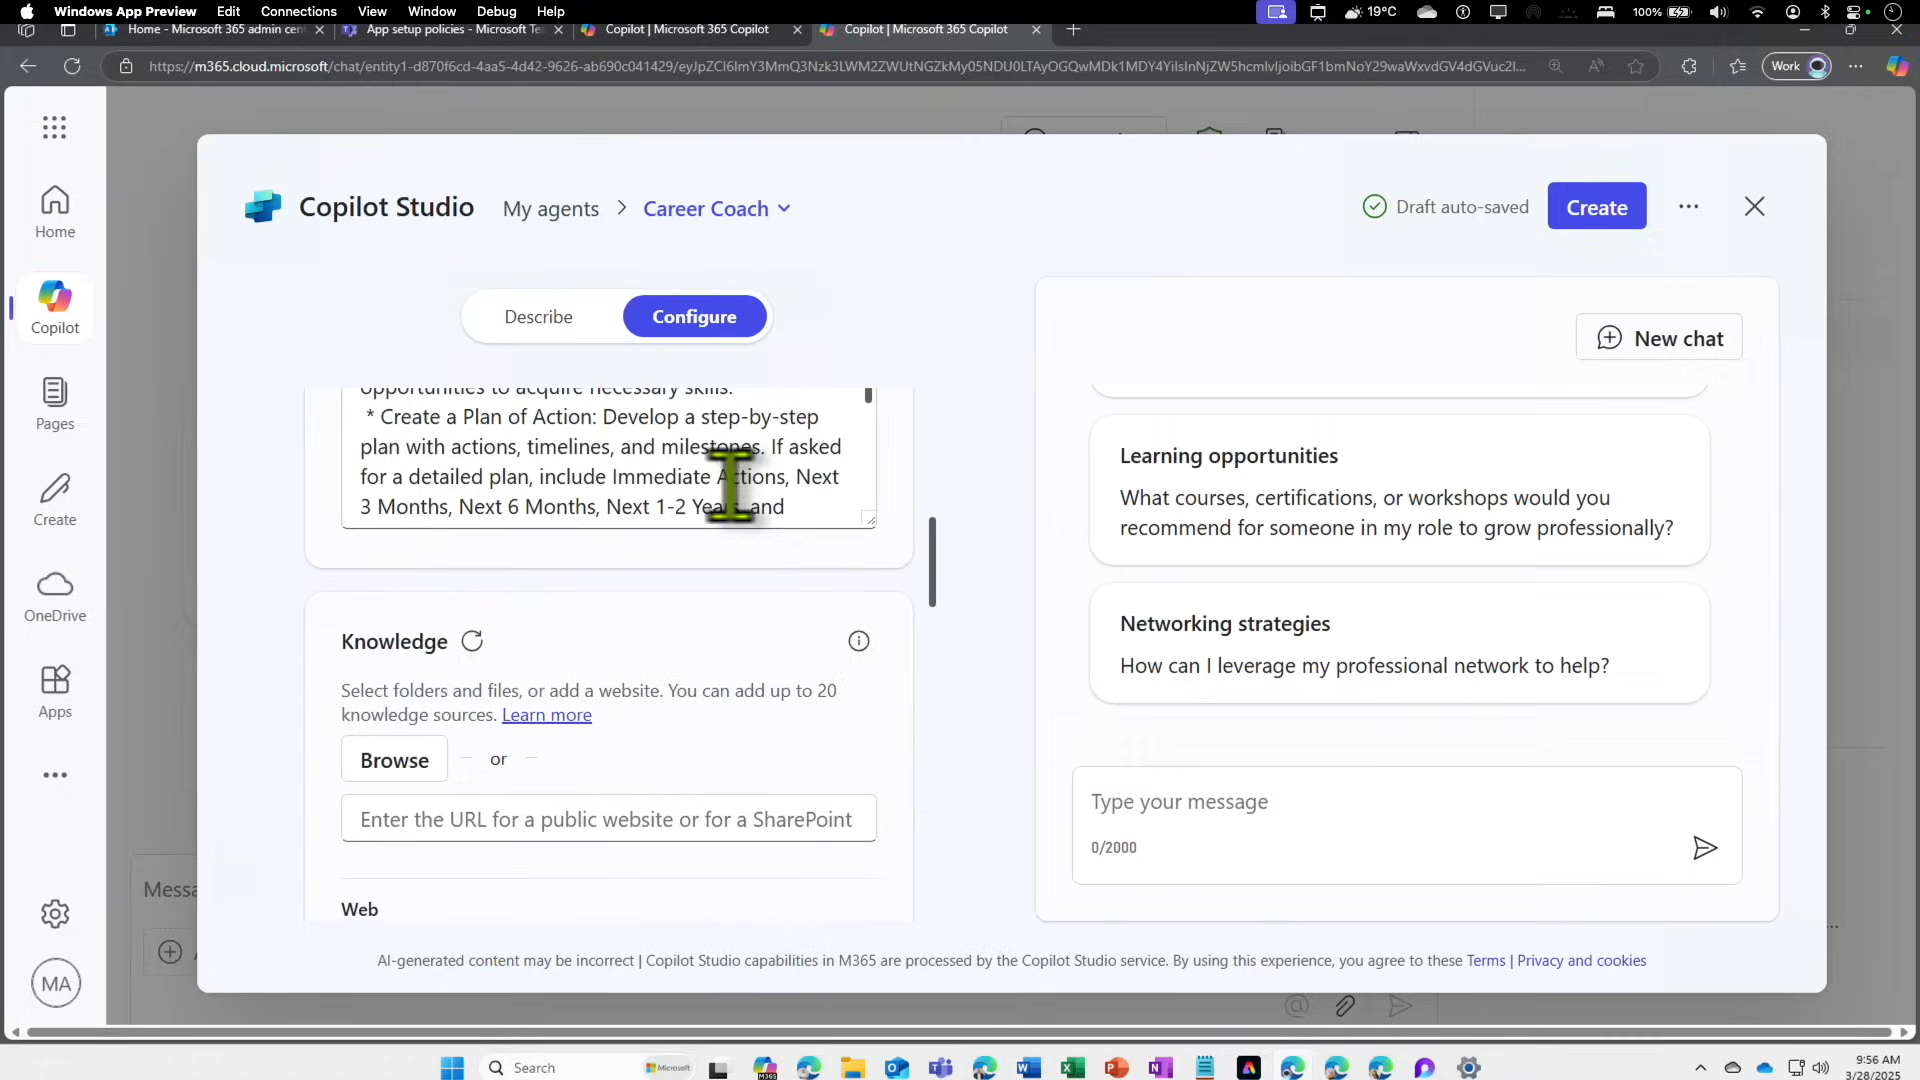 Windows App Preview Edit Connections View Window Debug Help
19°C 100%
Home - Microsoft 365 admin cen
App setup policies - Microsoft Te
Copilot | Microsoft 365 Copilot
Copilot | Microsoft 365 Copilot
Work
Home
Copilot
Pages
Create
OneDrive
Apps
MA
Messa
Copilot Studio
My agents > Career Coach
Draft auto-saved
Create
Describe
Configure
opportunities to acquire necessary skills.
* Create a Plan of Action: Develop a step-by-step
plan with actions, timelines, and milestones. If asked
for a detailed plan, include Immediate Actions, Next
3 Months, Next 6 Months, Next 1-2 Years, and
Knowledge
Select folders and files, or add a website. You can add up to 20
knowledge sources. Learn more
Browse
or
Enter the URL for a public website or for a SharePoint
Web
New chat
Learning opportunities
What courses, certifications, or workshops would you
recommend for someone in my role to grow professionally?
Networking strategies
How can I leverage my professional network to help?
Type your message
0/2000
AI-generated content may be incorrect | Copilot Studio capabilities in M365 are processed by the Copilot Studio service. By using this experience, you agree to these Terms | Privacy and cookies
Search
Microsoft
M365
9:56 AM
3/28/2025